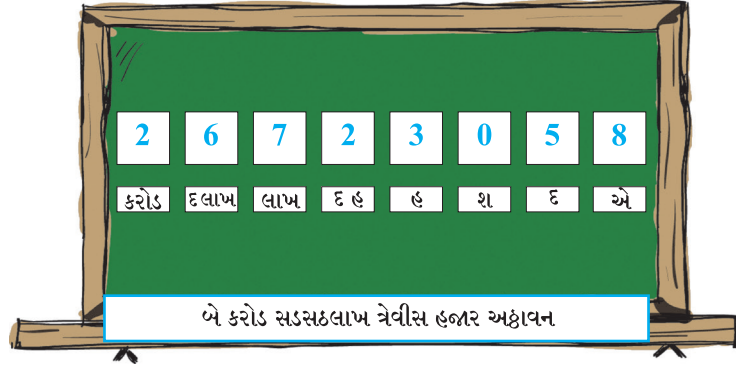 2 6 7 2 3 0 5 8
કરોડ દલાખ લાખ દ હ હ શ દ એ
બે કરોડ સડસઠલાખ ત્રેવીસ હજાર અઠ્ઠાવન